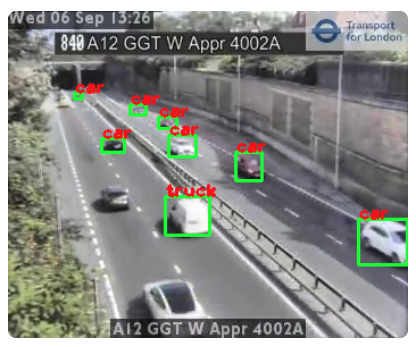 Wed 06 Sep 13:26
840 A12 GGT W Appr 4002A
Transport
for London
car
car
car
car
car
car
truck
car
A12 GGT W Appr 4002A